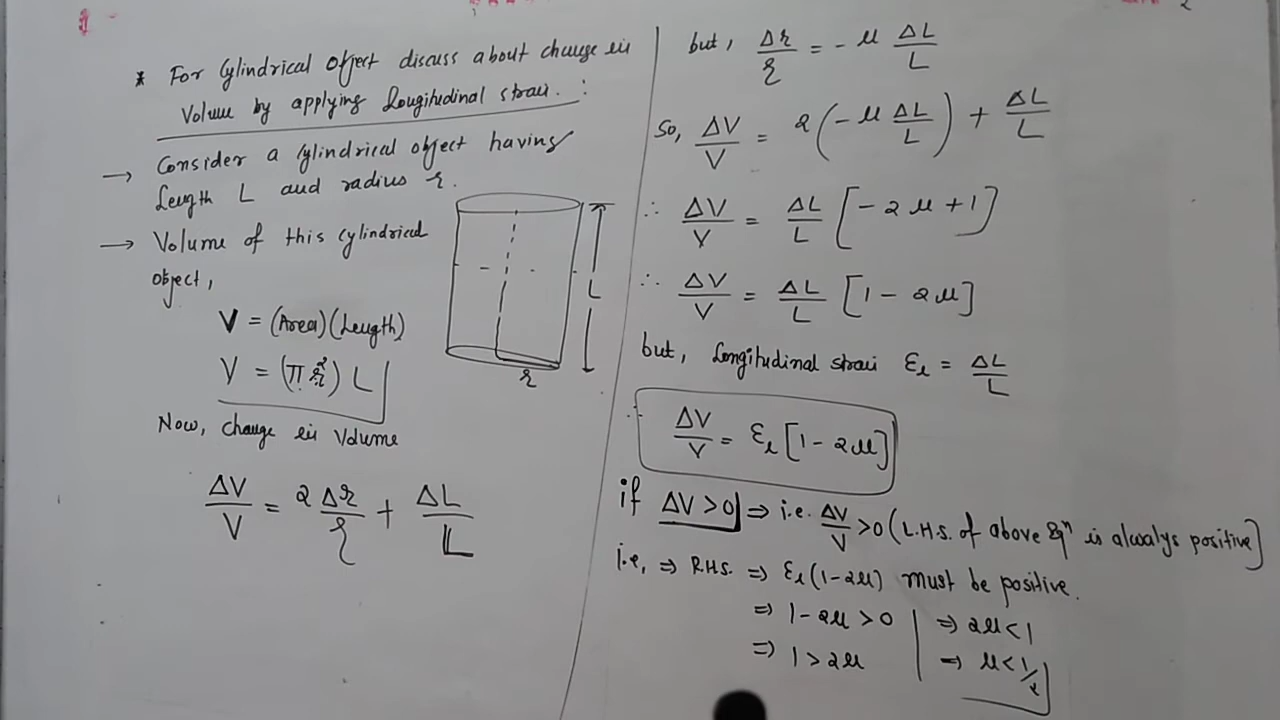 * For Cylindrical object discuss about change in
Volume by applying Longitudinal strain. :
→ Consider a cylindrical object having
Length L and radius r.
→ Volume of this cylindrical
object,
V = (Area)(Length)
V = (πr²) L
L
r
Now, change in Volume
ΔV/V = 2 Δr/r + ΔL/L
but, Δr/r = - μ ΔL/L
So, ΔV/V = 2(- μ ΔL/L) + ΔL/L
∴ ΔV/V = ΔL/L [-2μ+1]
∴ ΔV/V = ΔL/L [1 - 2μ]
but, Longitudinal strain εl = ΔL/L
∴ ΔV/V = εl [1-2μ]
if ΔV>0 ⇒ i.e. ΔV/V >0 (L.H.S. of above Eqⁿ is always positive]
i.e, ⇒ R.H.S. ⇒ εl(1-2μ) must be positive.
⇒ 1-2μ>0 | ⇒ 2μ<1
⇒ 1>2μ | ⇒ μ<1/2